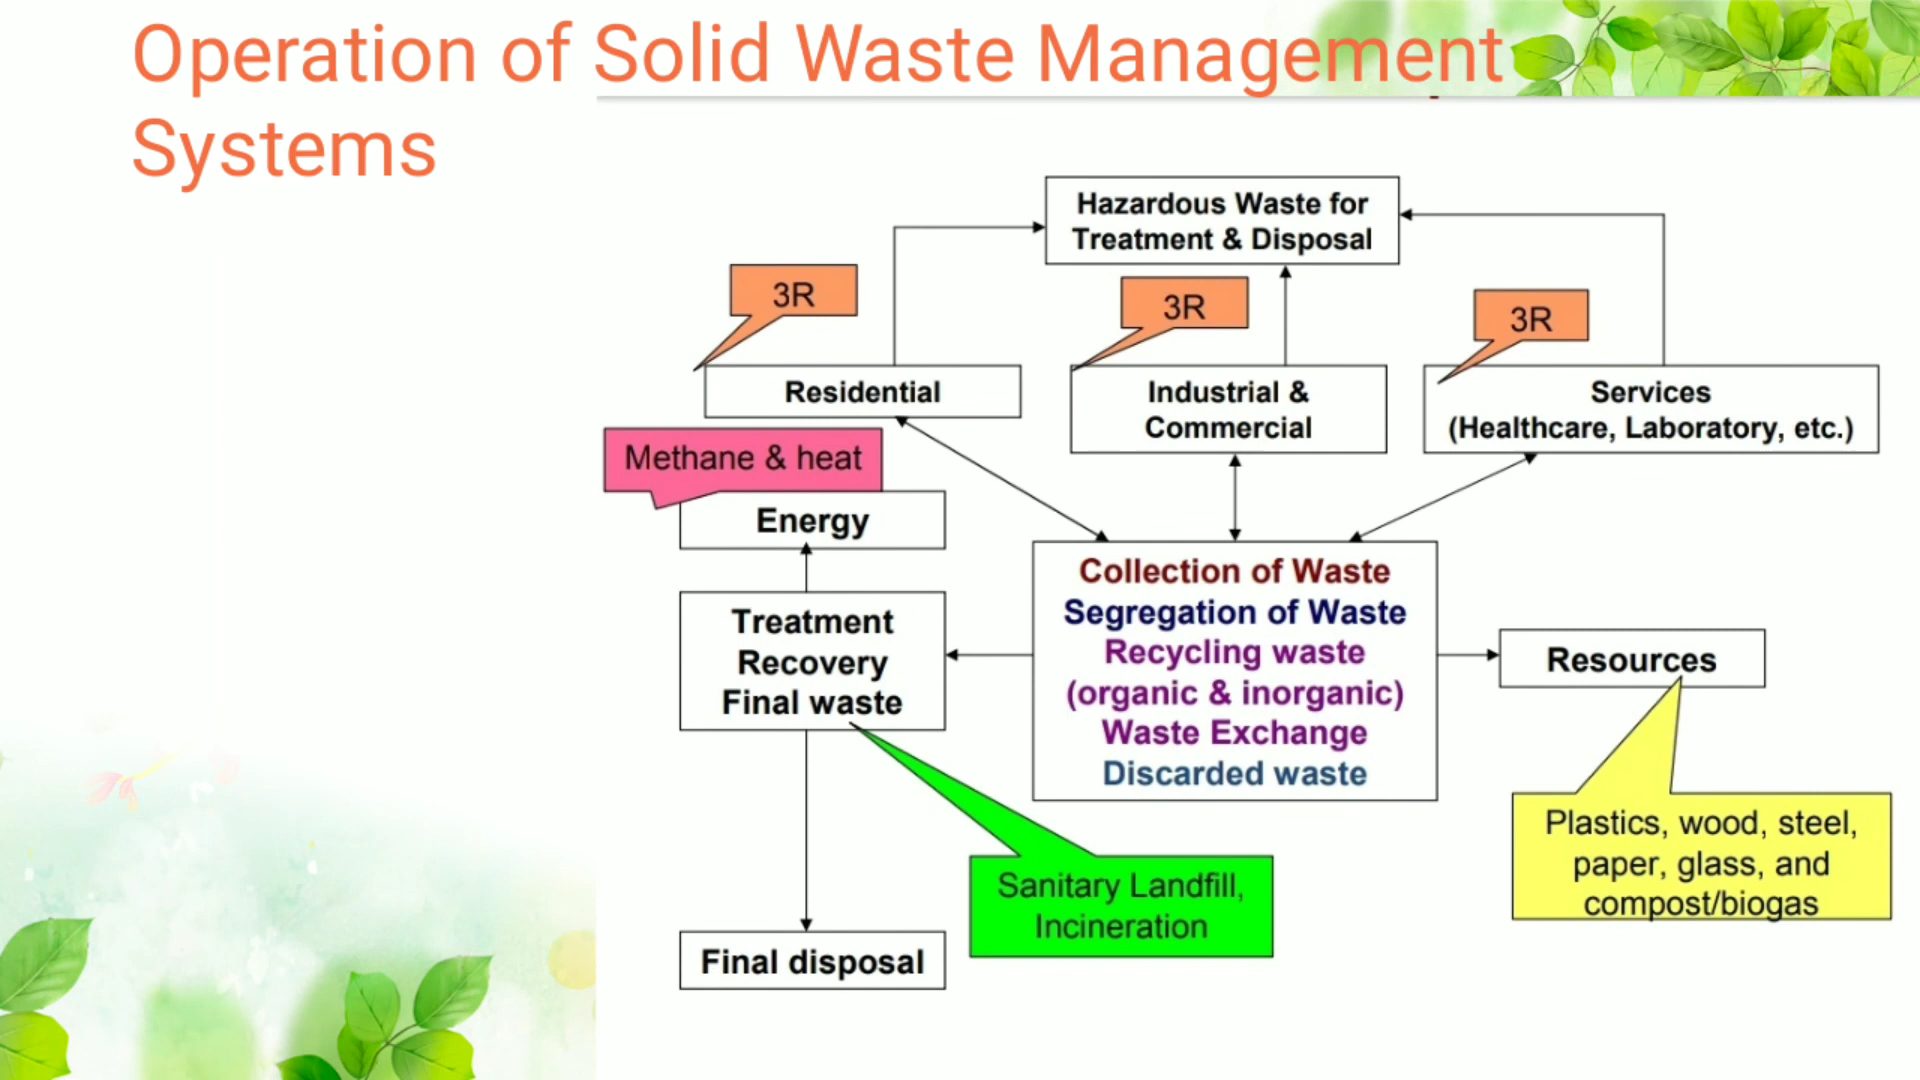 Operation of Solid Waste Management
Systems
Hazardous Waste for
Treatment & Disposal
3R
3R
3R
Residential
Industrial &
Commercial
Services
(Healthcare, Laboratory, etc.)
Methane & heat
Energy
Treatment
Recovery
Final waste
Collection of Waste
Segregation of Waste
Recycling waste
(organic & inorganic)
Waste Exchange
Discarded waste
Resources
Plastics, wood, steel,
paper, glass, and
compost/biogas
Sanitary Landfill,
Incineration
Final disposal